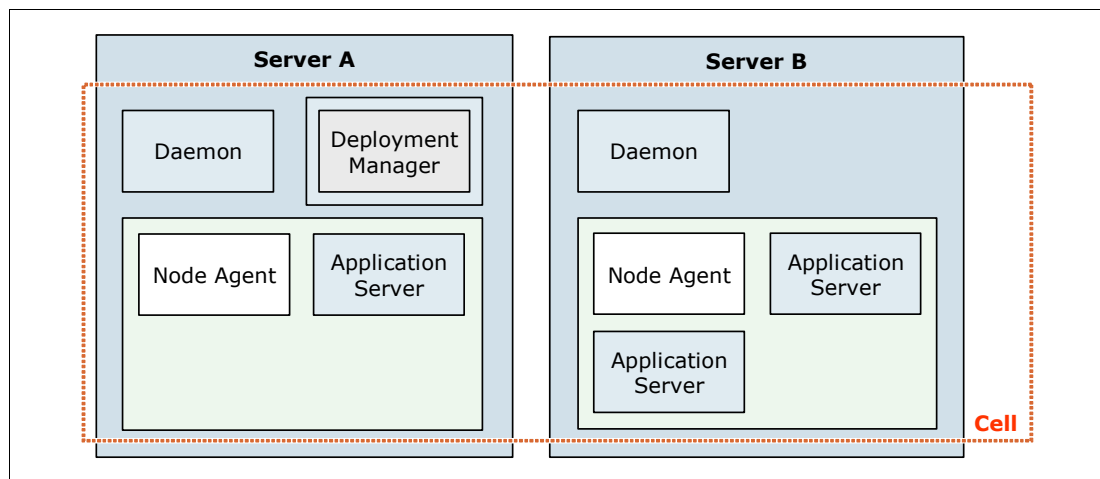 Server A
Daemon
Deployment
Manager
Node Agent
Application
Server
Server B
Daemon
Node Agent
Application
Server
Application
Server
Cell